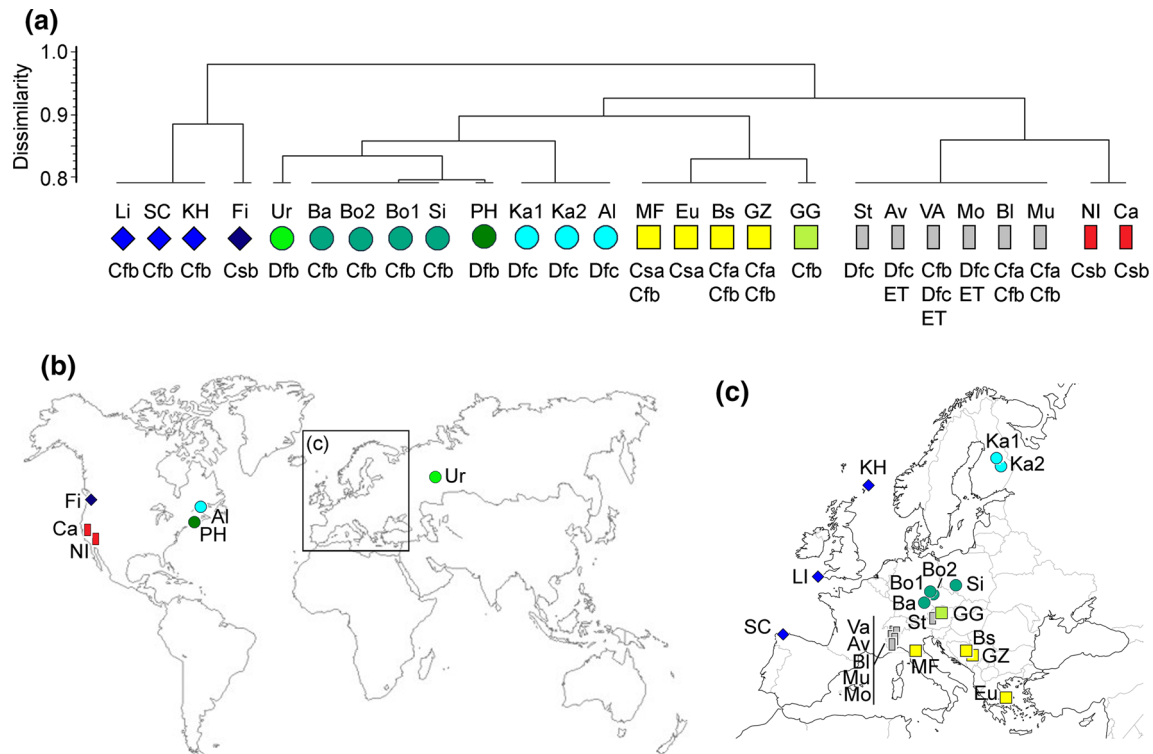 (a)
Dissimilarity
1.0
0.9
0.8
Li SC KH Fi Ur Ba Bo2 Bo1 Si PH Ka1 Ka2 Al MF Eu Bs GZ GG St Av VA Mo Bl Mu NI Ca
Cfb Cfb Cfb Csb Dfb Cfb Cfb Cfb Cfb Dfb Dfc Dfc Dfc Csa Csa Cfa Cfa Cfb Dfc Dfc Cfb Dfc Cfa Cfa Csb Csb
Cfb Cfb Cfb ET Dfc ET Cfb Cfb
ET
(b)
(c)
Ur
Fi
Al
Ca
PH
NI
(c)
Ka1
KH
Ka2
Bo2
LI
Bo1
Si
Ba
St
GG
SC
Va
Av
Bs
Bl
GZ
MF
Mu
Mo
Eu